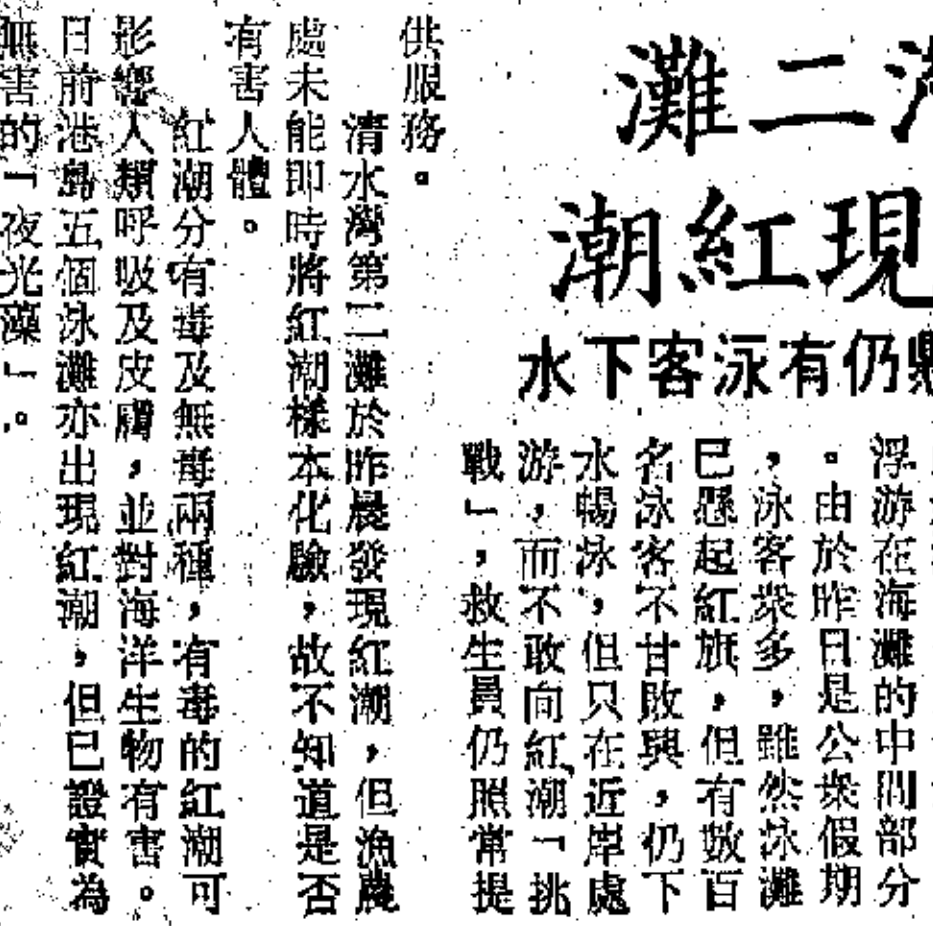 灣二灘
現紅潮
懸仍有泳客下水
浮游在海灘的中間部分
。由於昨日是公衆假期
，泳客衆多，雖然泳灘
已懸起紅旗，但有數百
名泳客不甘敗興，仍下
水暢泳，但只在近岸處
游，而不敢向紅潮「挑
戰」，救生員仍照常提
供服務。
清水灣第二灘於昨晨發現紅潮，但漁農
處未能即時將紅潮樣本化驗，故不知道是否
有害人體。
紅潮分有毒及無毒兩種，有毒的紅潮可
影響人類呼吸及皮膚，並對海洋生物有害。
日前港島五個泳灘亦出現紅潮，但已證實為
無害的「夜光藻」。